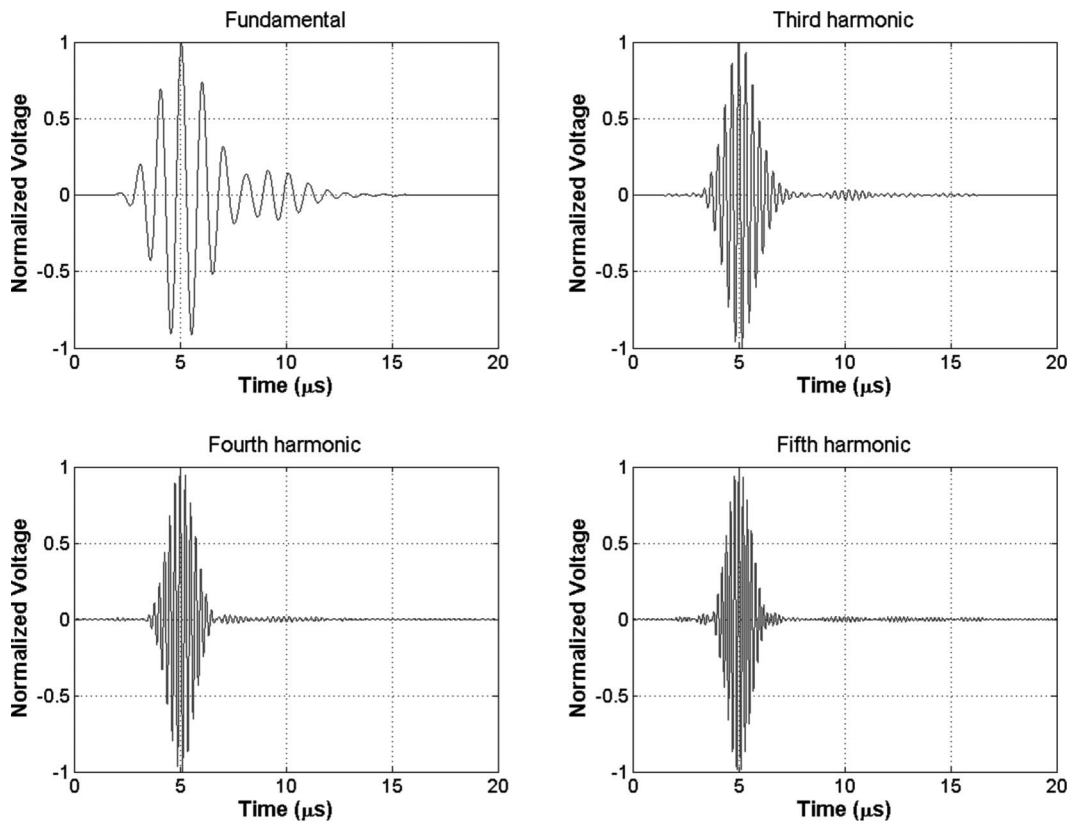 Fundamental
1
0.5
0
-0.5
-1
Normalized Voltage
0 5 10 15 20
Time (μs)
Third harmonic
1
0.5
0
-0.5
-1
Normalized Voltage
0 5 10 15 20
Time (μs)
Fourth harmonic
1
0.5
0
-0.5
-1
Normalized Voltage
0 5 10 15 20
Time (μs)
Fifth harmonic
1
0.5
0
-0.5
-1
Normalized Voltage
0 5 10 15 20
Time (μs)